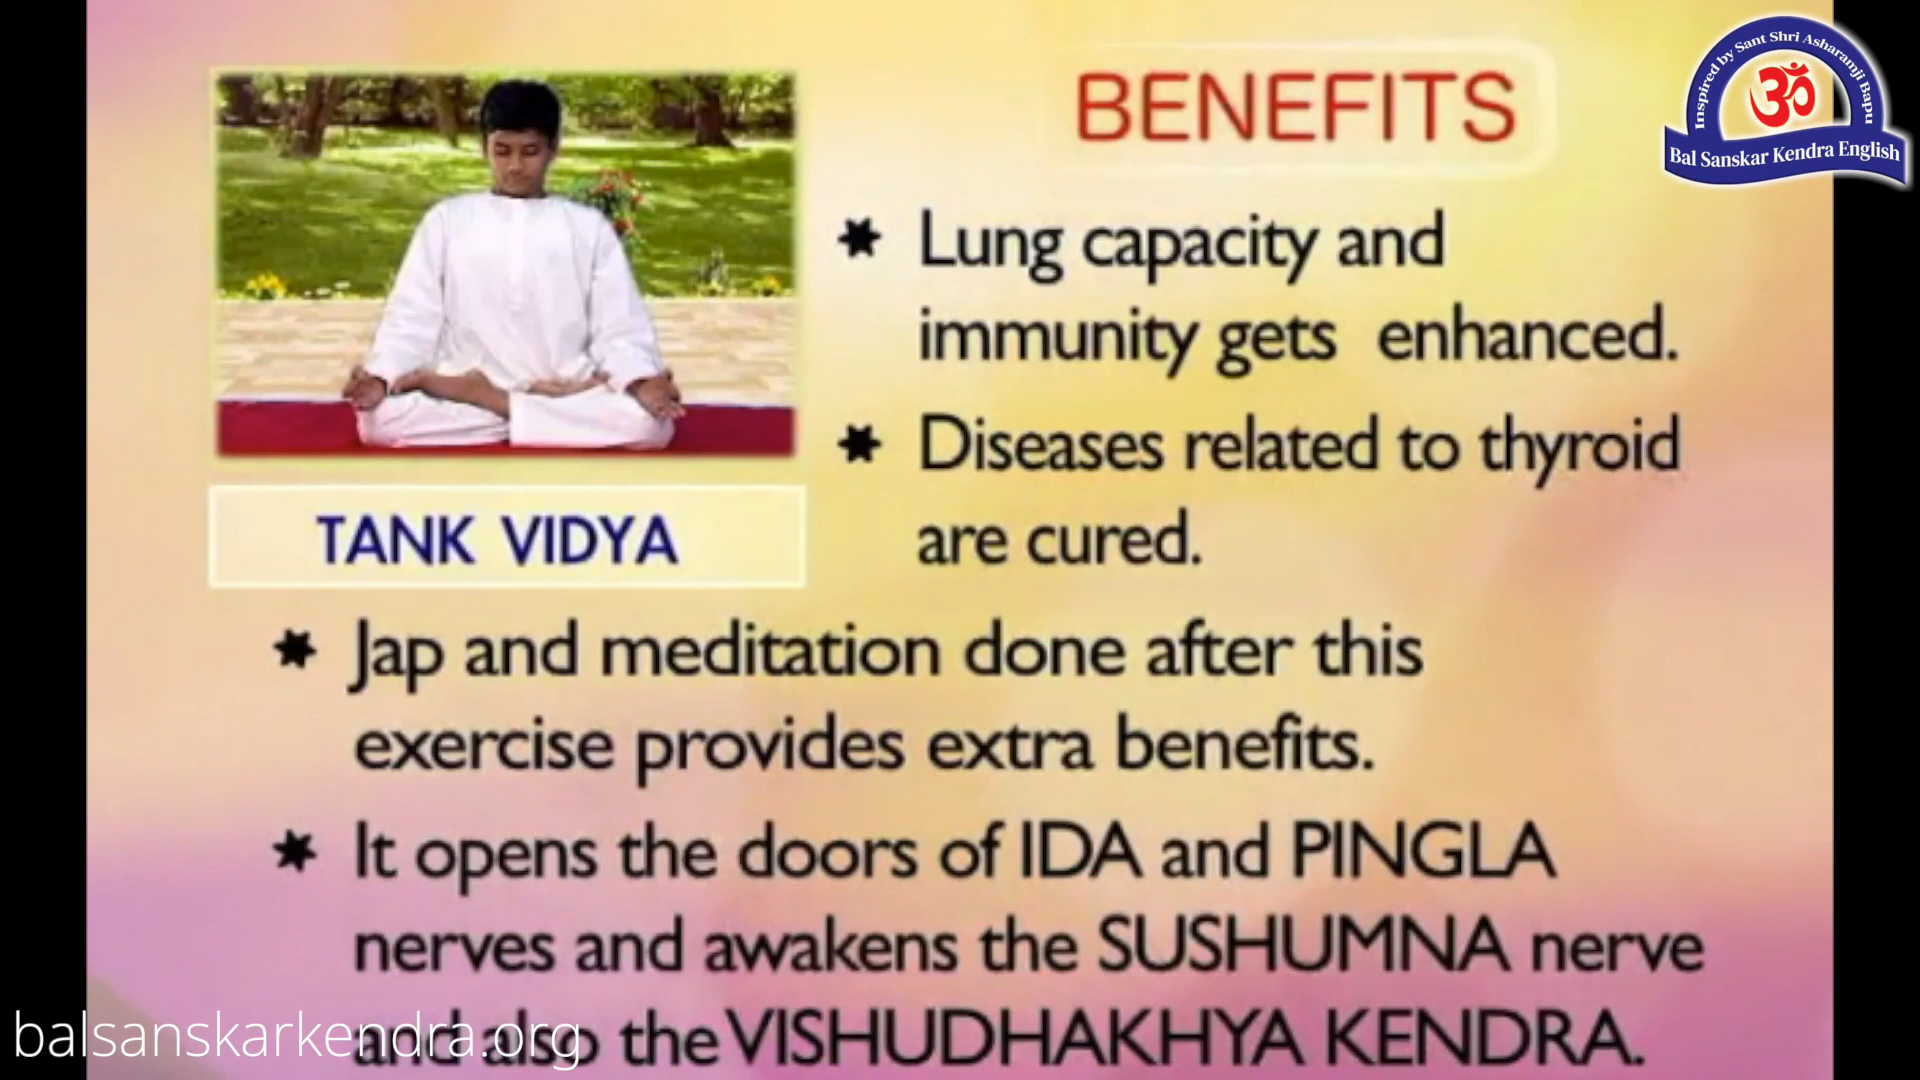 BENEFITS
Inspired by Sant Shri Asharamji Bapu
ॐ
Bal Sanskar Kendra English
Lung capacity and
immunity gets enhanced.
Diseases related to thyroid
are cured.
TANK VIDYA
Jap and meditation done after this
exercise provides extra benefits.
It opens the doors of IDA and PINGLA
nerves and awakens the SUSHUMNA nerve
and also the VISHUDHAKHYA KENDRA.
balsanskarkendra.org